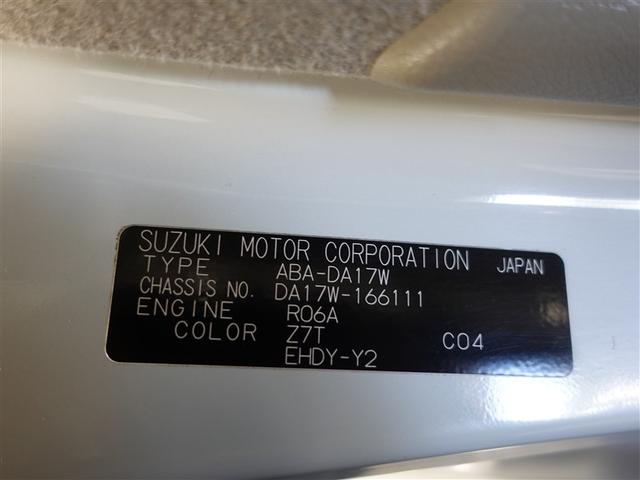 SUZUKI MOTOR CORPORATION JAPAN
TYPE ABA-DA17W
CHASSIS NO. DA17W-166111
ENGINE R06A
COLOR Z7T C04
EHDY-Y2